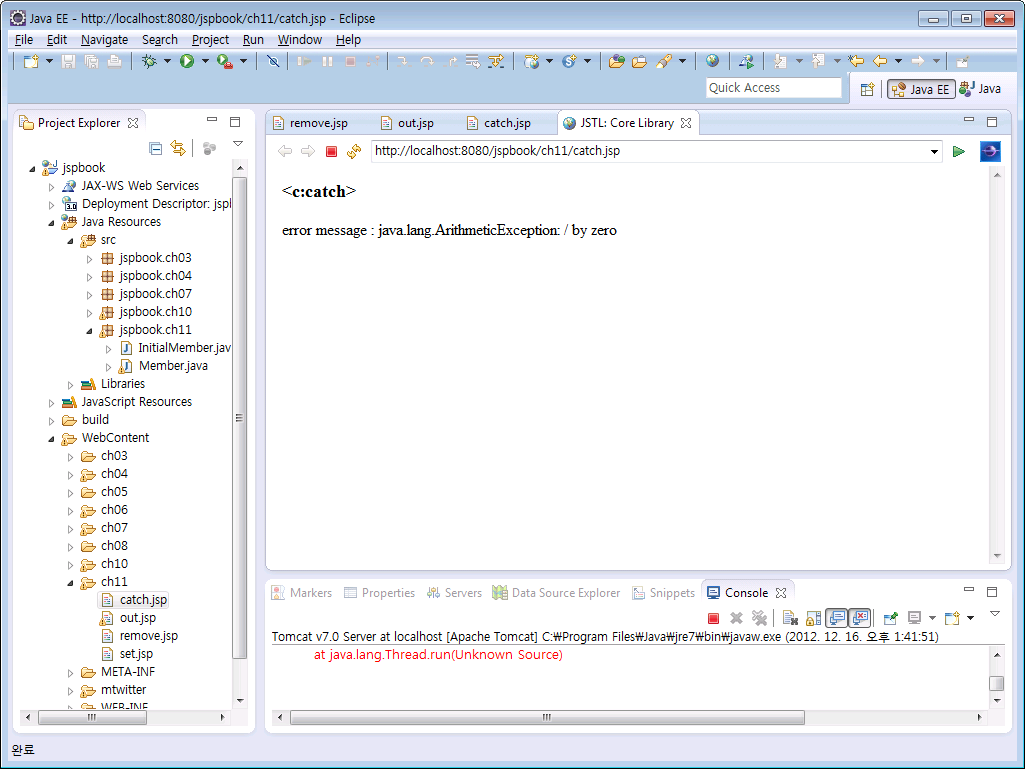 Java EE - http://localhost:8080/jspbook/ch11/catch.jsp - Eclipse
File Edit Navigate Search Project Run Window Help
Quick Access
Java EE
Java
Project Explorer
jspbook
JAX-WS Web Services
Deployment Descriptor: jspl
Java Resources
src
jspbook.ch03
jspbook.ch04
jspbook.ch07
jspbook.ch10
jspbook.ch11
InitialMember.jav
Member.java
Libraries
JavaScript Resources
build
WebContent
ch03
ch04
ch05
ch06
ch07
ch08
ch10
ch11
catch.jsp
out.jsp
remove.jsp
set.jsp
META-INF
mtwitter
WEB-INF
remove.jsp
out.jsp
catch.jsp
JSTL: Core Library
http://localhost:8080/jspbook/ch11/catch.jsp
<c:catch>
error message : java.lang.ArithmeticException: / by zero
Markers
Properties
Servers
Data Source Explorer
Snippets
Console
Tomcat v7.0 Server at localhost [Apache Tomcat] C:₩Program Files₩Java₩jre7₩bin₩javaw.exe (2012. 12. 16. 오후 1:41:51)
at java.lang.Thread.run(Unknown Source)
완료